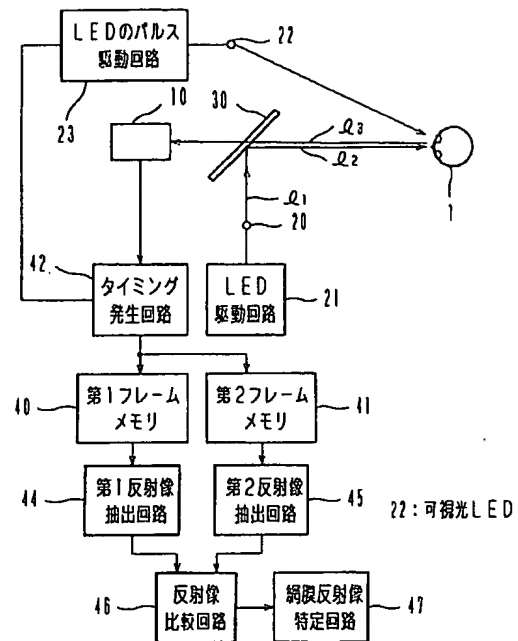 LEDのパルス
駆動回路
22
23
10
30
ℓ3
ℓ2
1
ℓ1
20
42
タイミング
発生回路
LED
駆動回路
21
40
第1フレーム
メモリ
第2フレーム
メモリ
41
44
第1反射像
抽出回路
第2反射像
抽出回路
45
22:可視光LED
46
反射像
比較回路
網膜反射像
特定回路
47